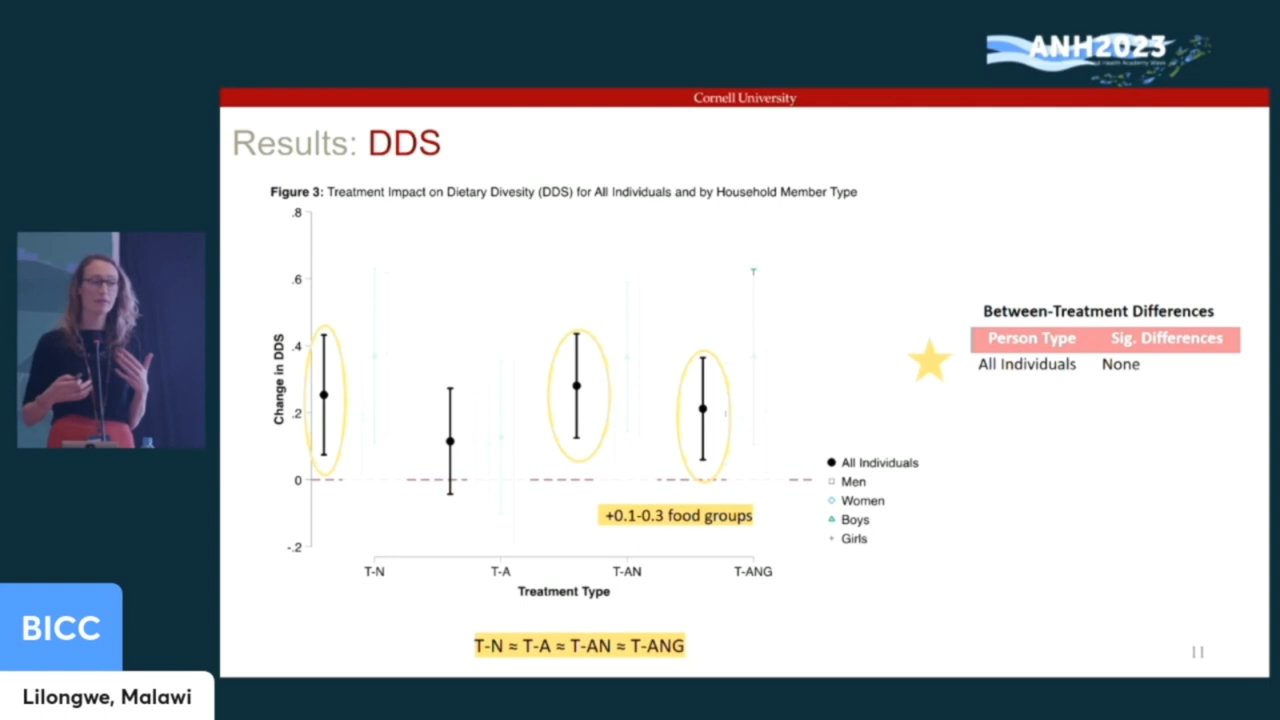 ANH2023
Health Academy Week
Cornell University
Results: DDS
Figure 3: Treatment Impact on Dietary Divesity (DDS) for All Individuals and by Household Member Type
.8
.6
.4
.2
0
-.2
Change in DDS
T-N T-A T-AN T-ANG
Treatment Type
+0.1-0.3 food groups
All Individuals
Men
Women
Boys
Girls
Between-Treatment Differences
Person Type Sig. Differences
All Individuals None
T-N ≈ T-A ≈ T-AN ≈ T-ANG
11
BICC
Lilongwe, Malawi